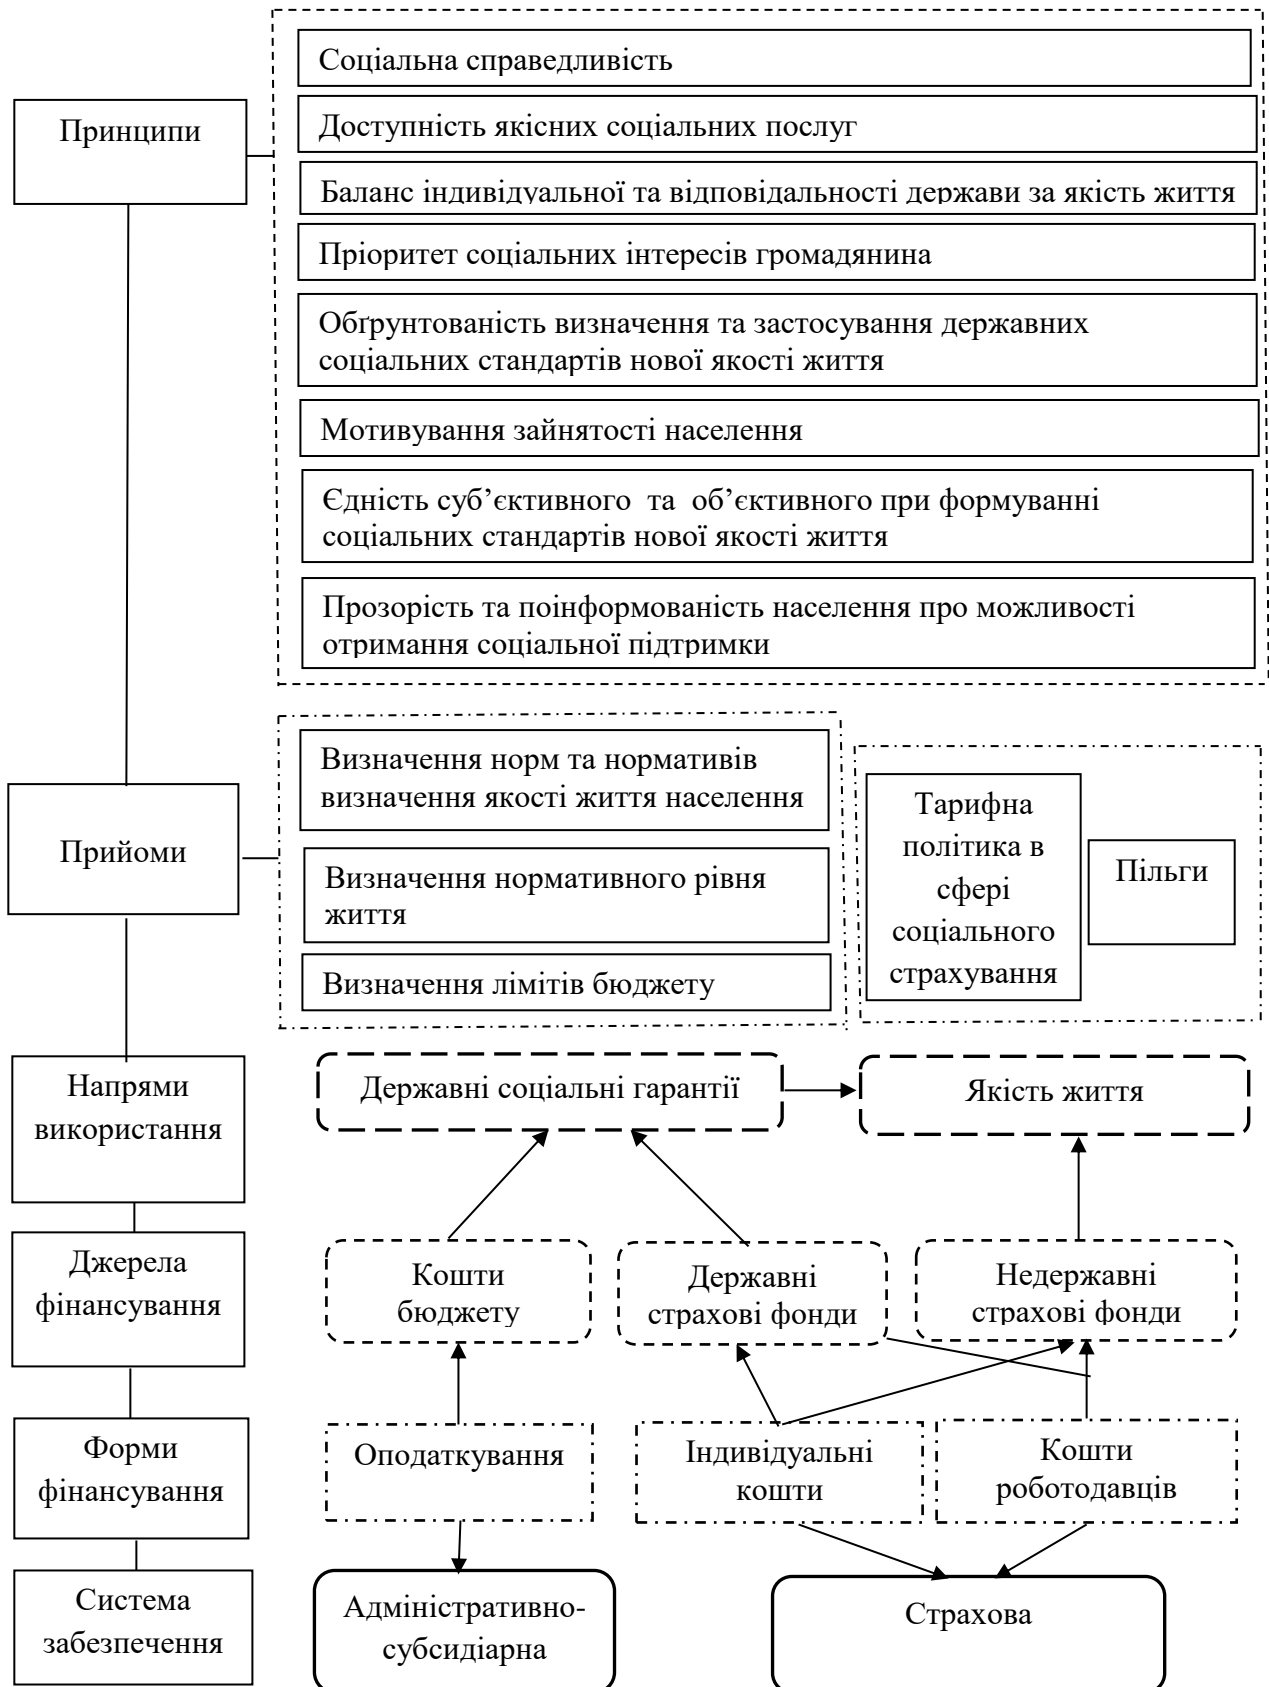 Принципи
Соціальна справедливість
Доступність якісних соціальних послуг
Баланс індивідуальної та відповідальності держави за якість життя
Пріоритет соціальних інтересів громадянина
Обґрунтованість визначення та застосування державних
соціальних стандартів нової якості життя
Мотивування зайнятості населення
Єдність суб’єктивного та об’єктивного при формуванні
соціальних стандартів нової якості життя
Прозорість та поінформованість населення про можливості
отримання соціальної підтримки
Прийоми
Визначення норм та нормативів
визначення якості життя населення
Визначення нормативного рівня
життя
Визначення лімітів бюджету
Тарифна
політика в
сфері
соціального
страхування
Пільги
Напрями
використання
Державні соціальні гарантії
Якість життя
Джерела
фінансування
Кошти
бюджету
Державні
страхові фонди
Недержавні
страхові фонди
Форми
фінансування
Оподаткування
Індивідуальні
кошти
Кошти
роботодавців
Система
забезпечення
Адміністративно-
субсидіарна
Страхова